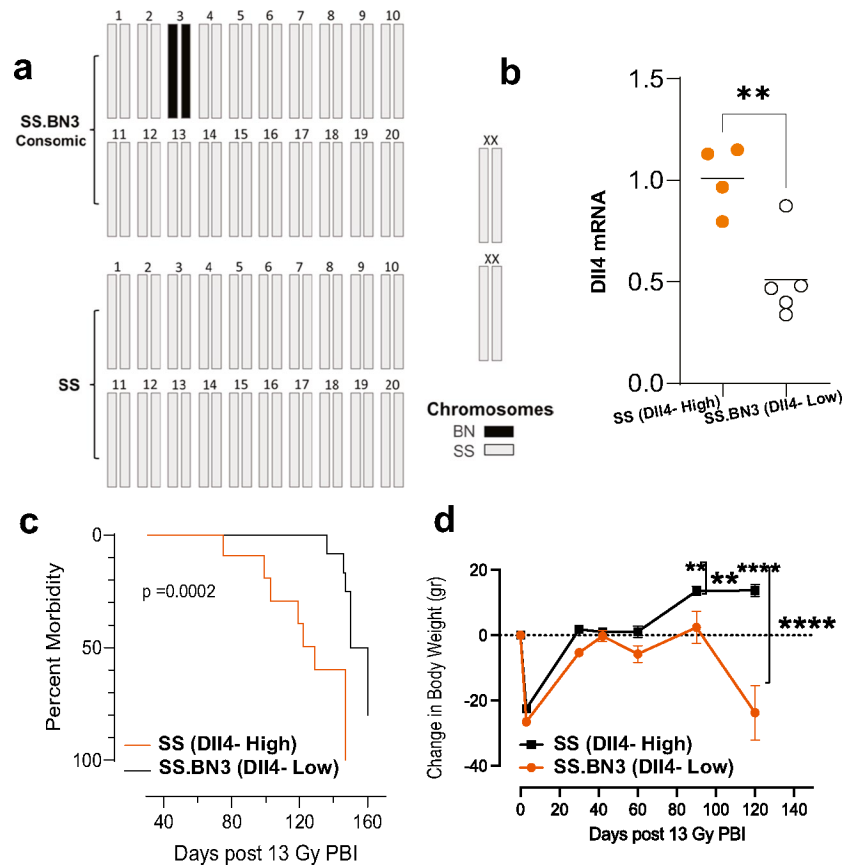 a
1 2 3 4 5 6 7 8 9 10
SS.BN3
Consomic
11 12 13 14 15 16 17 18 19 20
1 2 3 4 5 6 7 8 9 10
SS
11 12 13 14 15 16 17 18 19 20
XX
XX
Chromosomes
BN
SS
b
1.5
**
1.0
0.5
0.0
Dll4 mRNA
SS (Dll4- High)
SS.BN3 (Dll4- Low)
c
0
50
100
Percent Morbidity
p =0.0002
SS (Dll4- High)
SS.BN3 (Dll4- Low)
40 80 120 160
Days post 13 Gy PBI
d
20
0
-20
-40
Change in Body Weight (gr)
** ** ****
****
SS (Dll4- High)
SS.BN3 (Dll4- Low)
0 20 40 60 80 100 120 140
Days post 13 Gy PBI